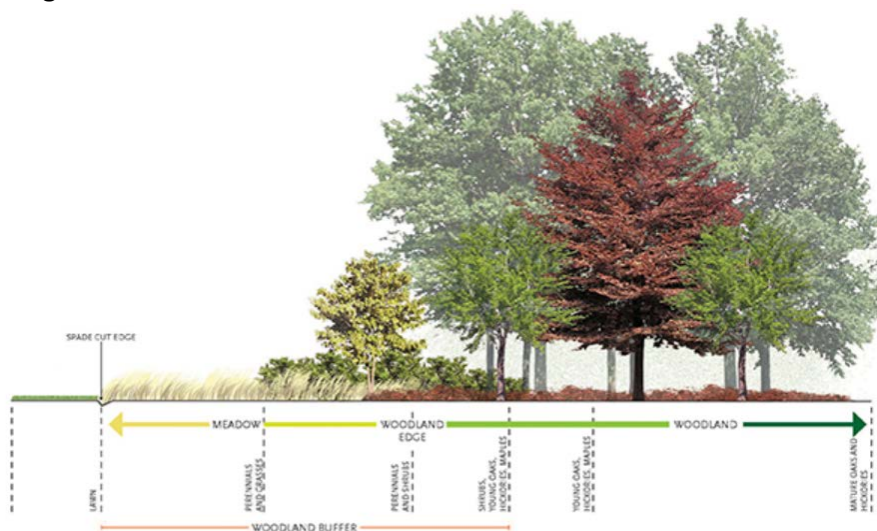 SPADE CUT EDGE
MEADOW
WOODLAND
EDGE
WOODLAND
LAWN
PERENNIALS
AND GRASSES
PERENNIALS
AND SHRUBS
SHRUBS,
YOUNG OAKS,
HICKORIES, MAPLES
YOUNG OAKS,
HICKORIES, MAPLES
MATURE OAKS AND
HICKORIES
WOODLAND BUFFER